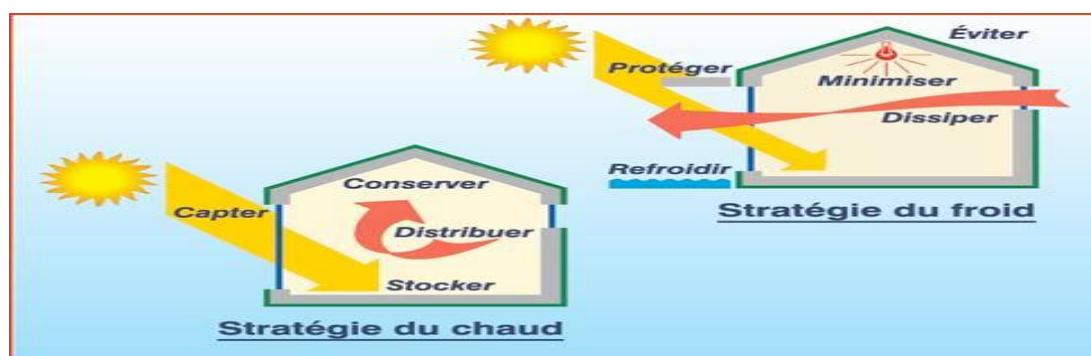 Éviter
Protéger
Minimiser
Dissiper
Refroidir
Stratégie du froid
Conserver
Capter
Distribuer
Stocker
Stratégie du chaud